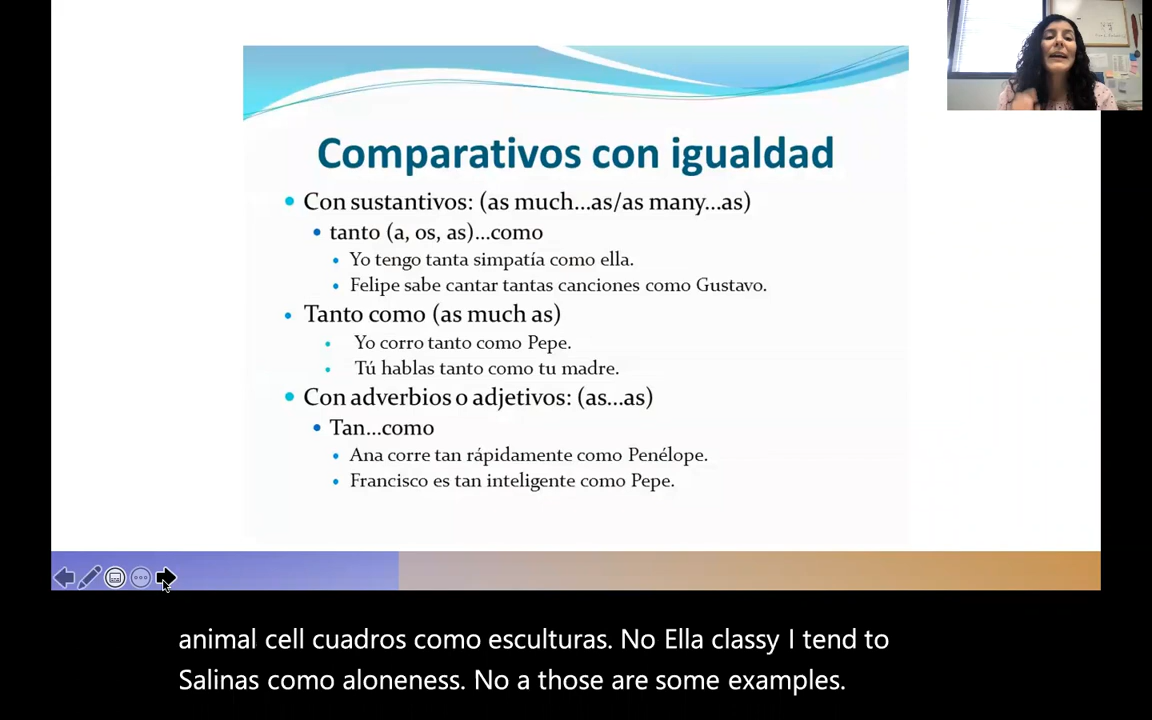 Comparativos con igualdad
Con sustantivos: (as much...as/as many...as)
tanto (a, os, as)...como
Yo tengo tanta simpatía como ella.
Felipe sabe cantar tantas canciones como Gustavo.
Tanto como (as much as)
Yo corro tanto como Pepe.
Tú hablas tanto como tu madre.
Con adverbios o adjetivos: (as...as)
Tan...como
Ana corre tan rápidamente como Penélope.
Francisco es tan inteligente como Pepe.
animal cell cuadros como esculturas. No Ella classy I tend to
Salinas como aloneness. No a those are some examples.